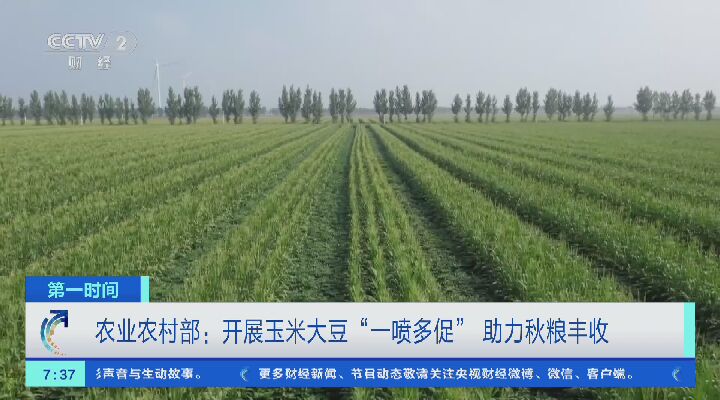 CCTV 2
财经
第一时间
农业农村部：开展玉米大豆“一喷多促” 助力秋粮丰收
7:37 声音与生动故事。 更多财经新闻、节目动态敬请关注央视财经微博、微信、客户端。